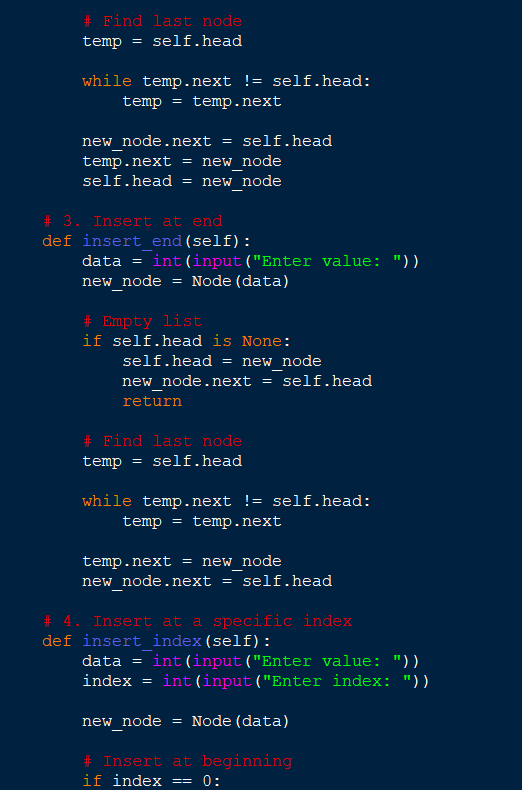 # Find last node
temp = self.head
while temp.next != self.head:
temp = temp.next
new_node.next = self.head
temp.next = new_node
self.head = new_node
# 3. Insert at end
def insert_end(self):
data = int(input("Enter value: "))
new_node = Node(data)
# Empty list
if self.head is None:
self.head = new_node
new_node.next = self.head
return
# Find last node
temp = self.head
while temp.next != self.head:
temp = temp.next
temp.next = new_node
new_node.next = self.head
# 4. Insert at a specific index
def insert_index(self):
data = int(input("Enter value: "))
index = int(input("Enter index: "))
new_node = Node(data)
# Insert at beginning
if index == 0: